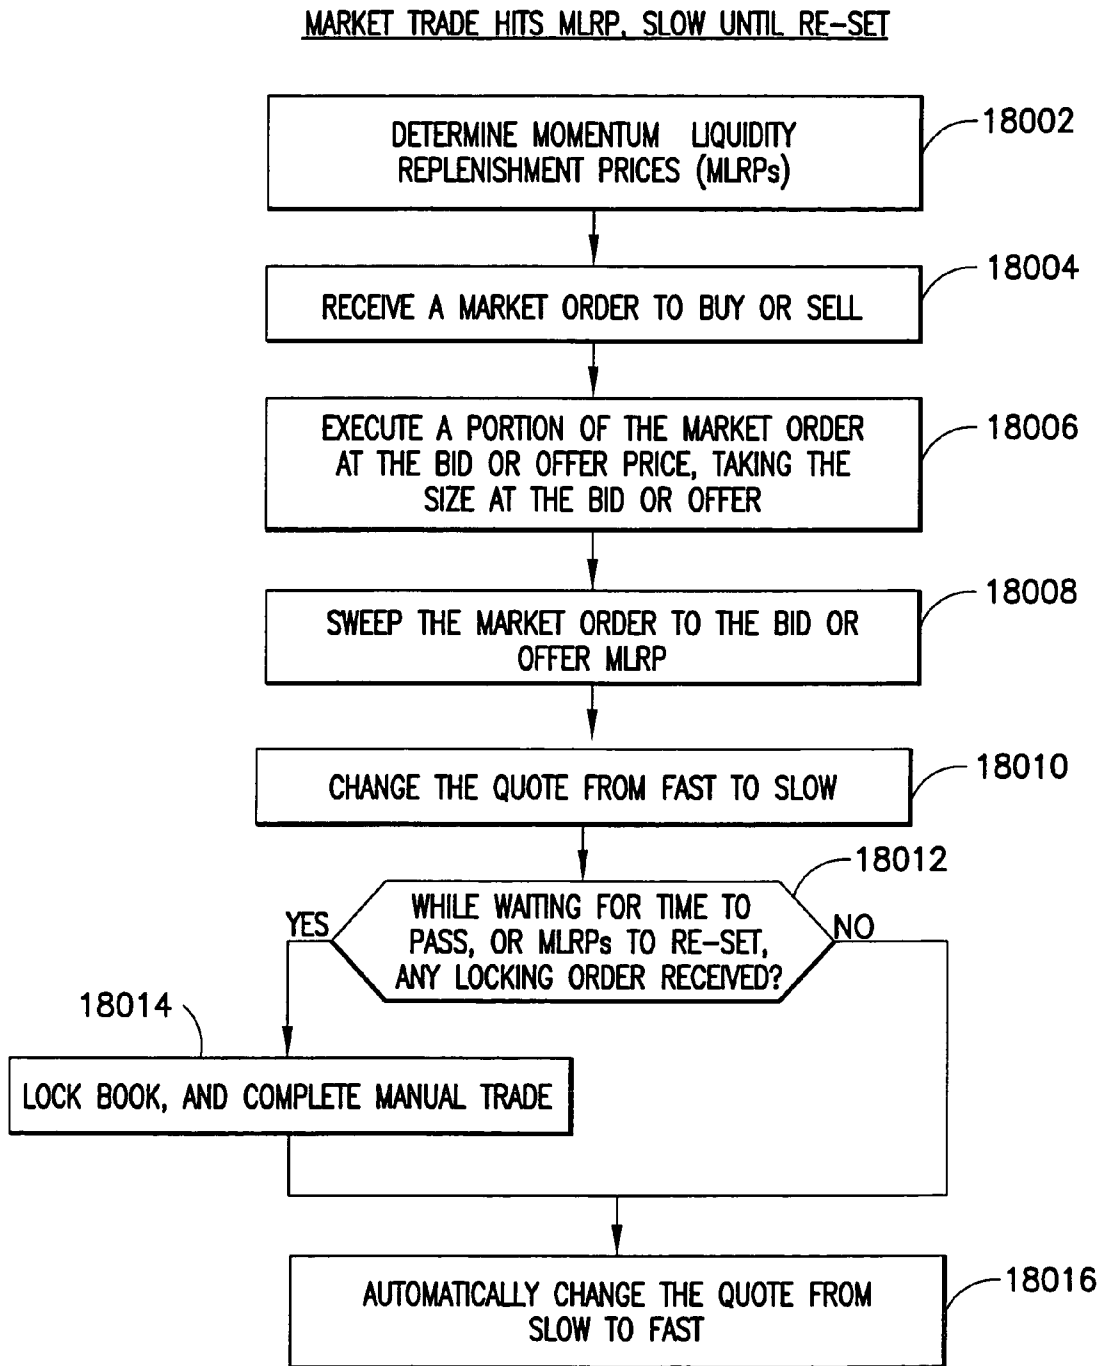 MARKET TRADE HITS MLRP, SLOW UNTIL RE-SET
18002
DETERMINE MOMENTUM LIQUIDITY
REPLENISHMENT PRICES (MLRPs)
18004
RECEIVE A MARKET ORDER TO BUY OR SELL
18006
EXECUTE A PORTION OF THE MARKET ORDER
AT THE BID OR OFFER PRICE, TAKING THE
SIZE AT THE BID OR OFFER
18008
SWEEP THE MARKET ORDER TO THE BID OR
OFFER MLRP
18010
CHANGE THE QUOTE FROM FAST TO SLOW
18012
WHILE WAITING FOR TIME TO
PASS, OR MLRPs TO RE-SET,
ANY LOCKING ORDER RECEIVED?
YES
NO
18014
LOCK BOOK, AND COMPLETE MANUAL TRADE
18016
AUTOMATICALLY CHANGE THE QUOTE FROM
SLOW TO FAST